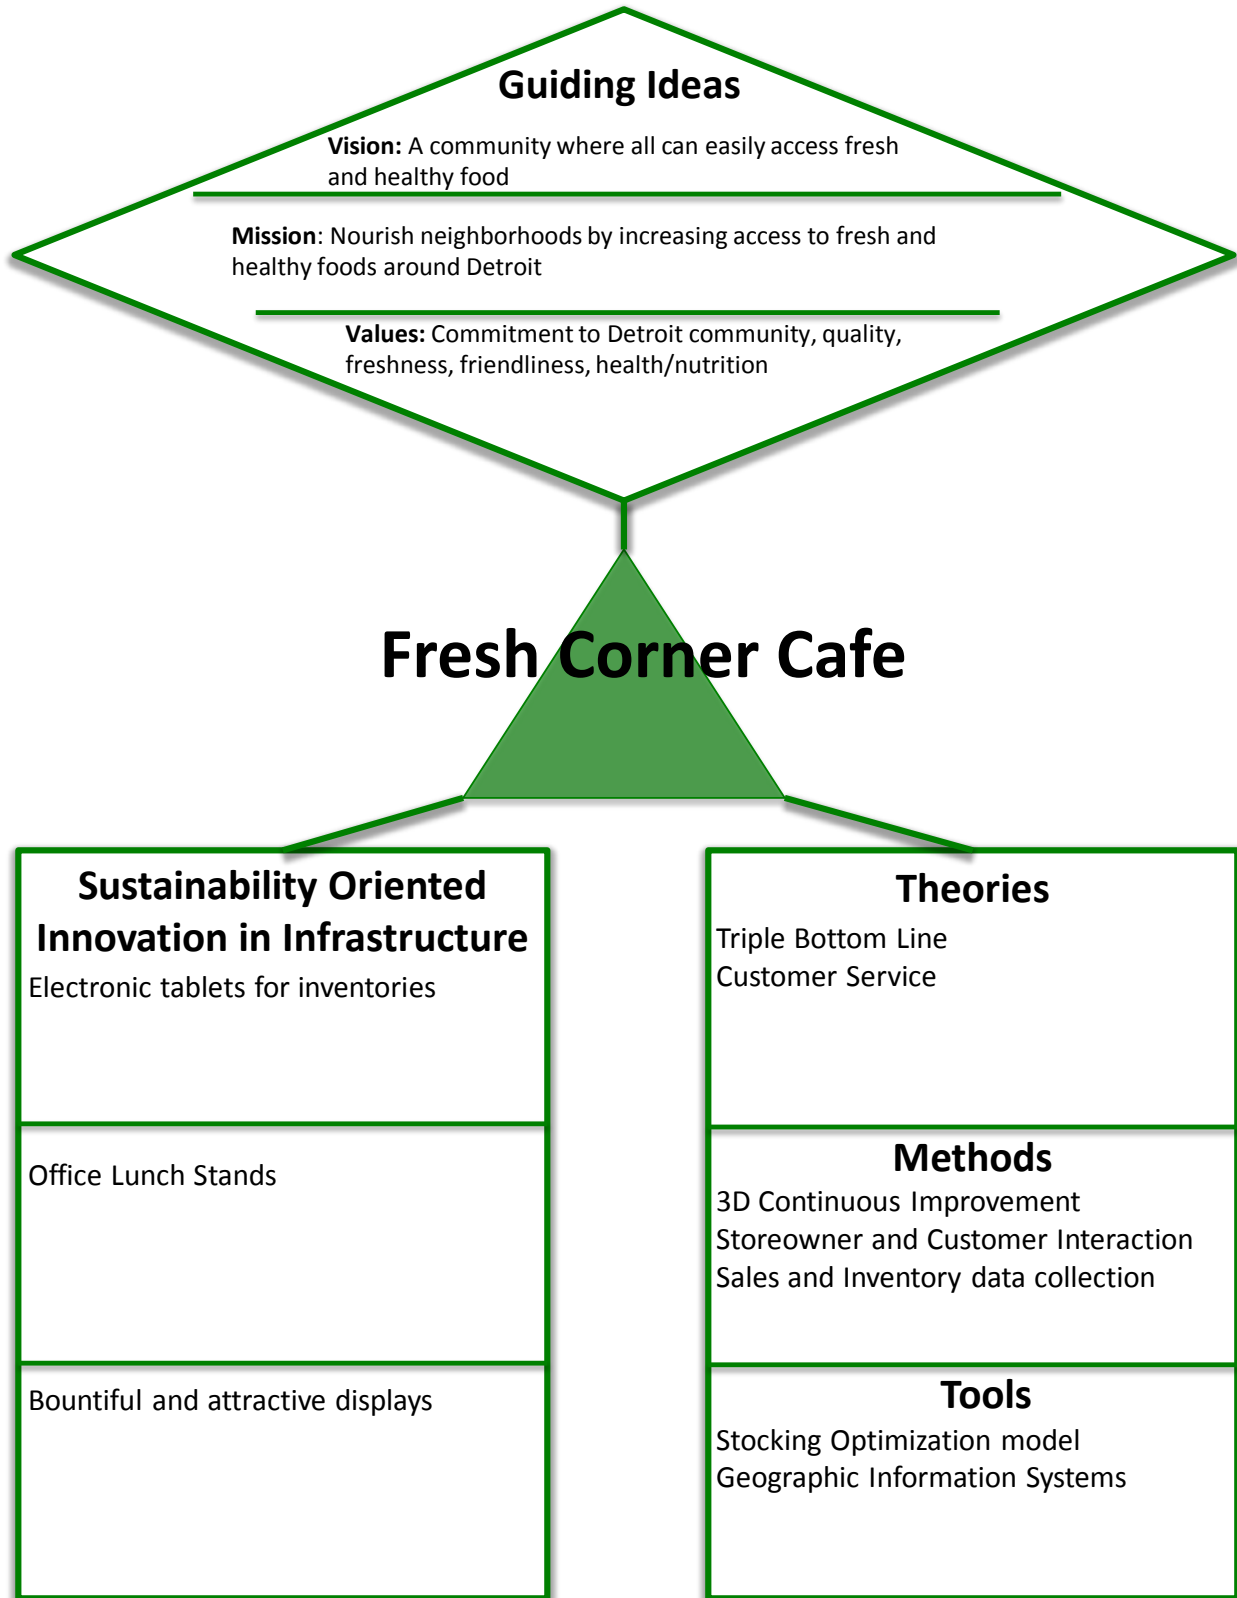 Guiding Ideas
Vision: A community where all can easily access fresh
and healthy food
Mission: Nourish neighborhoods by increasing access to fresh and
healthy foods around Detroit
Values: Commitment to Detroit community, quality,
freshness, friendliness, health/nutrition
Fresh Corner Cafe
Sustainability Oriented
Innovation in Infrastructure
Electronic tablets for inventories
Office Lunch Stands
Bountiful and attractive displays
Theories
Triple Bottom Line
Customer Service
Methods
3D Continuous Improvement
Storeowner and Customer Interaction
Sales and Inventory data collection
Tools
Stocking Optimization model
Geographic Information Systems